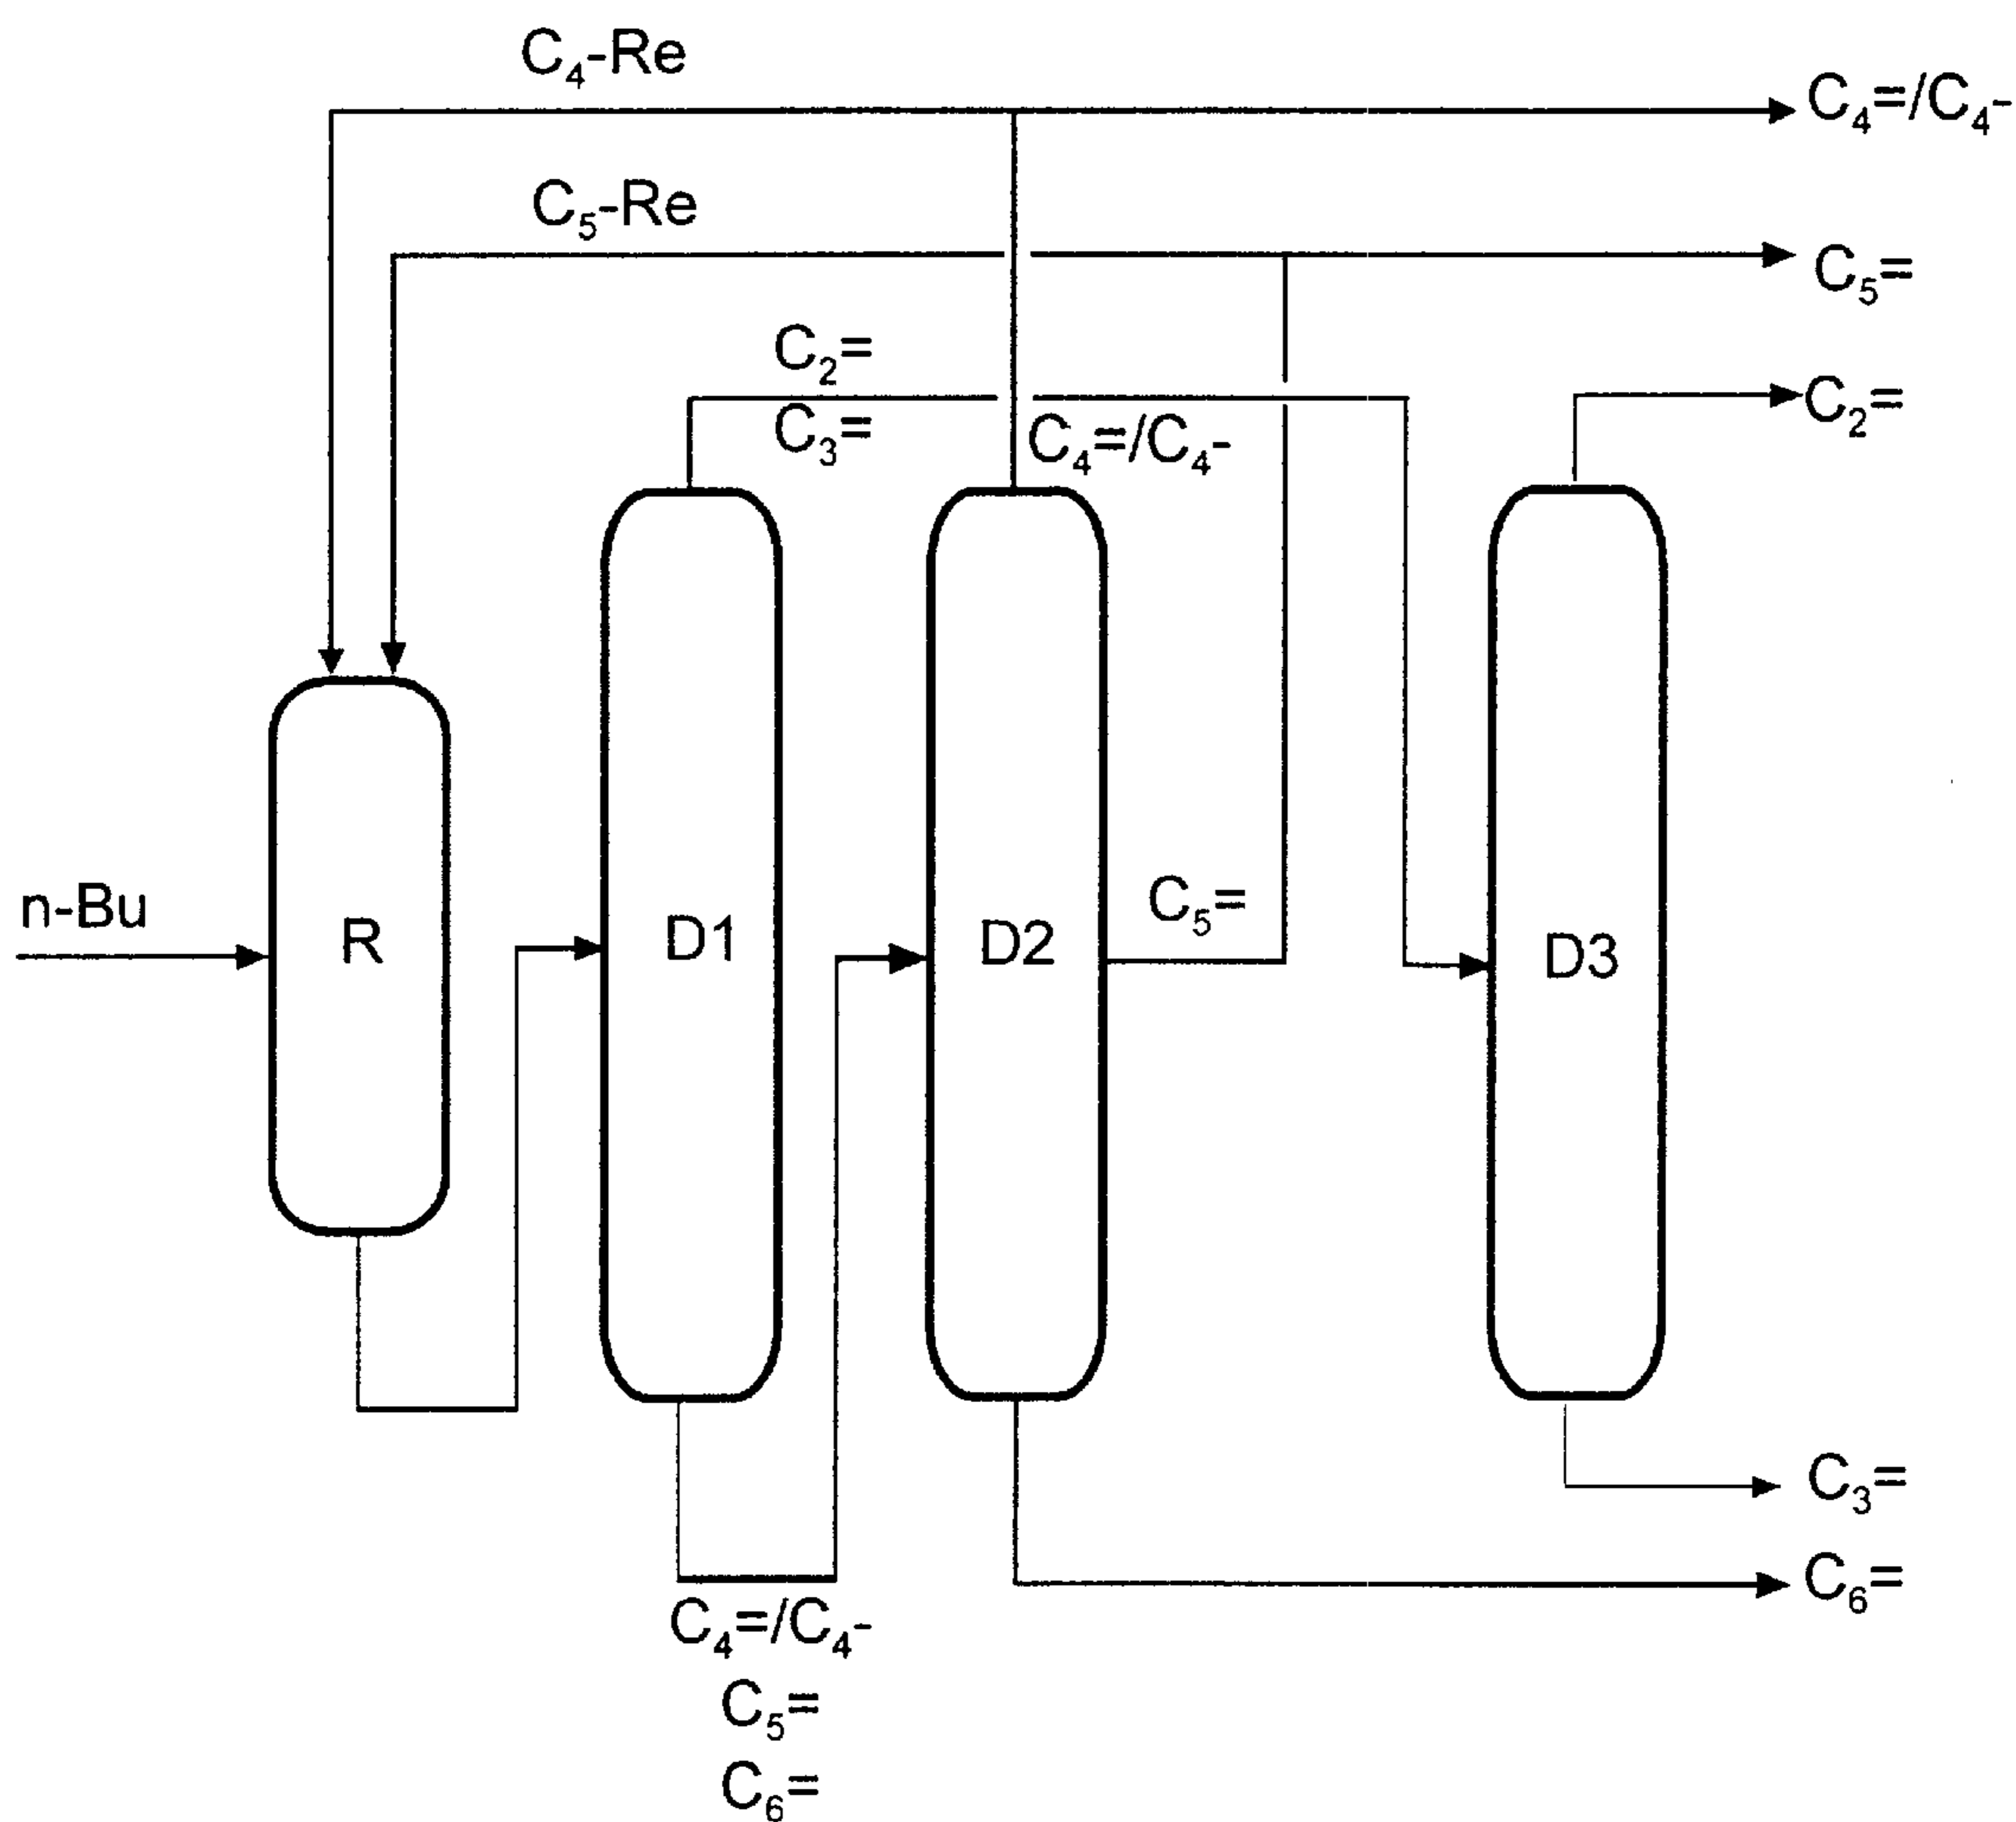 C₄-Re
C₄=/C₄-
C₅-Re
C₅=
C₂=
C₃=
C₂=
C₄=/C₄-
n-Bu
R
D1
D2
C₅=
D3
C₃=
C₆=
C₄=/C₄-
C₅=
C₆=